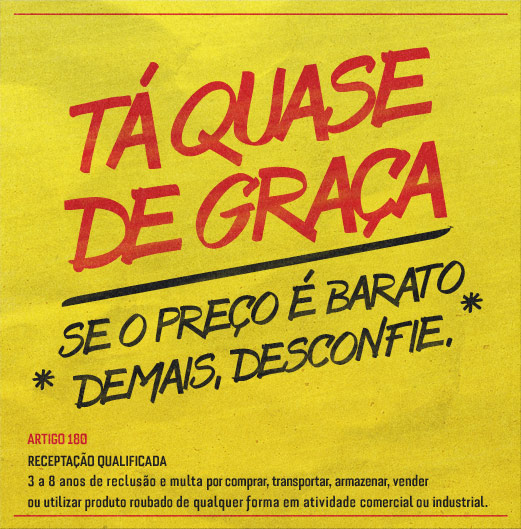 TÁ QUASE
DE GRAÇA
SE O PREÇO É BARATO
* DEMAIS, DESCONFIE. *
ARTIGO 180
RECEPTAÇÃO QUALIFICADA
3 a 8 anos de reclusão e multa por comprar, transportar, armazenar, vender
ou utilizar produto roubado de qualquer forma em atividade comercial ou industrial.